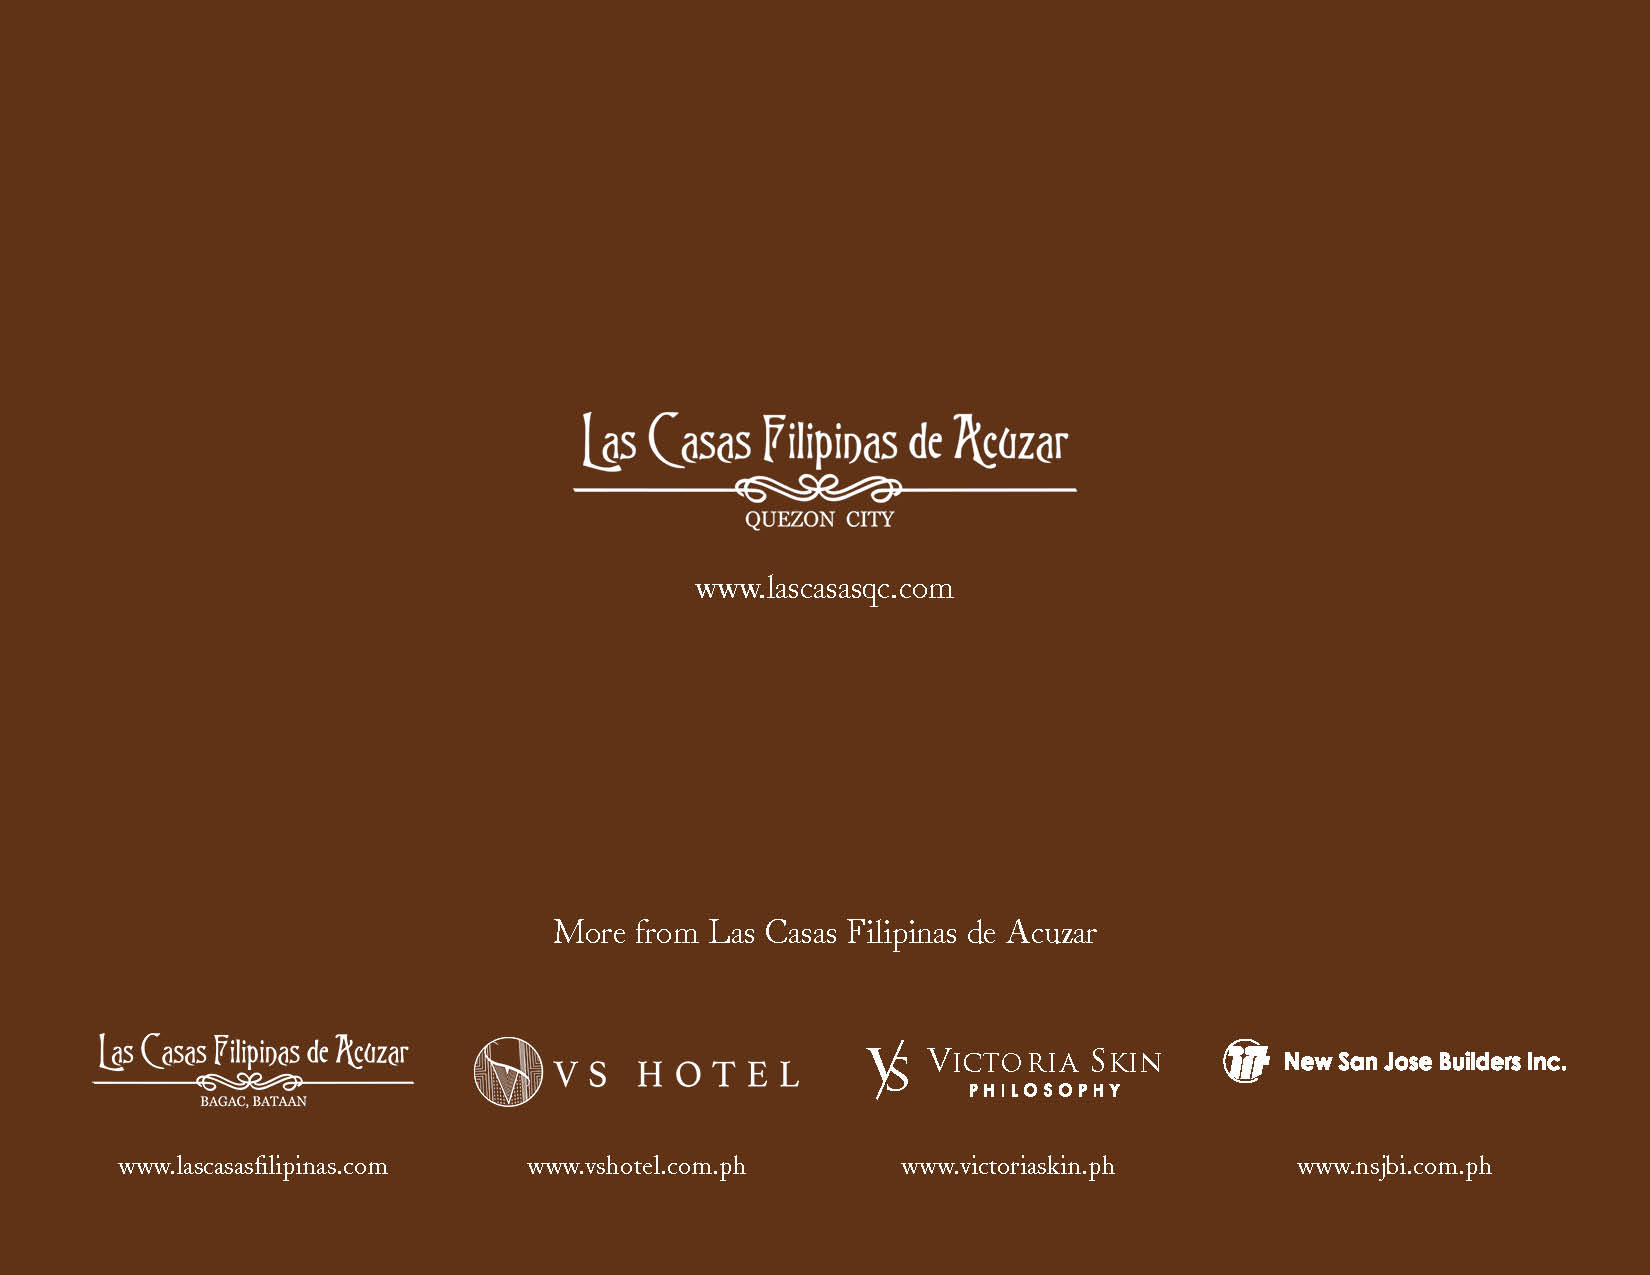 Las Casas Filipinas de Acuzar
QUEZON CITY
www.lascasasqc.com
More from Las Casas Filipinas de Acuzar
Las Casas Filipinas de Acuzar
BAGAC, BATAAN
www.lascasasfilipinas.com
VS HOTEL
www.vshotel.com.ph
VS VICTORIA SKIN
PHILOSOPHY
www.victoriaskin.ph
New San Jose Builders Inc.
www.nsjbi.com.ph